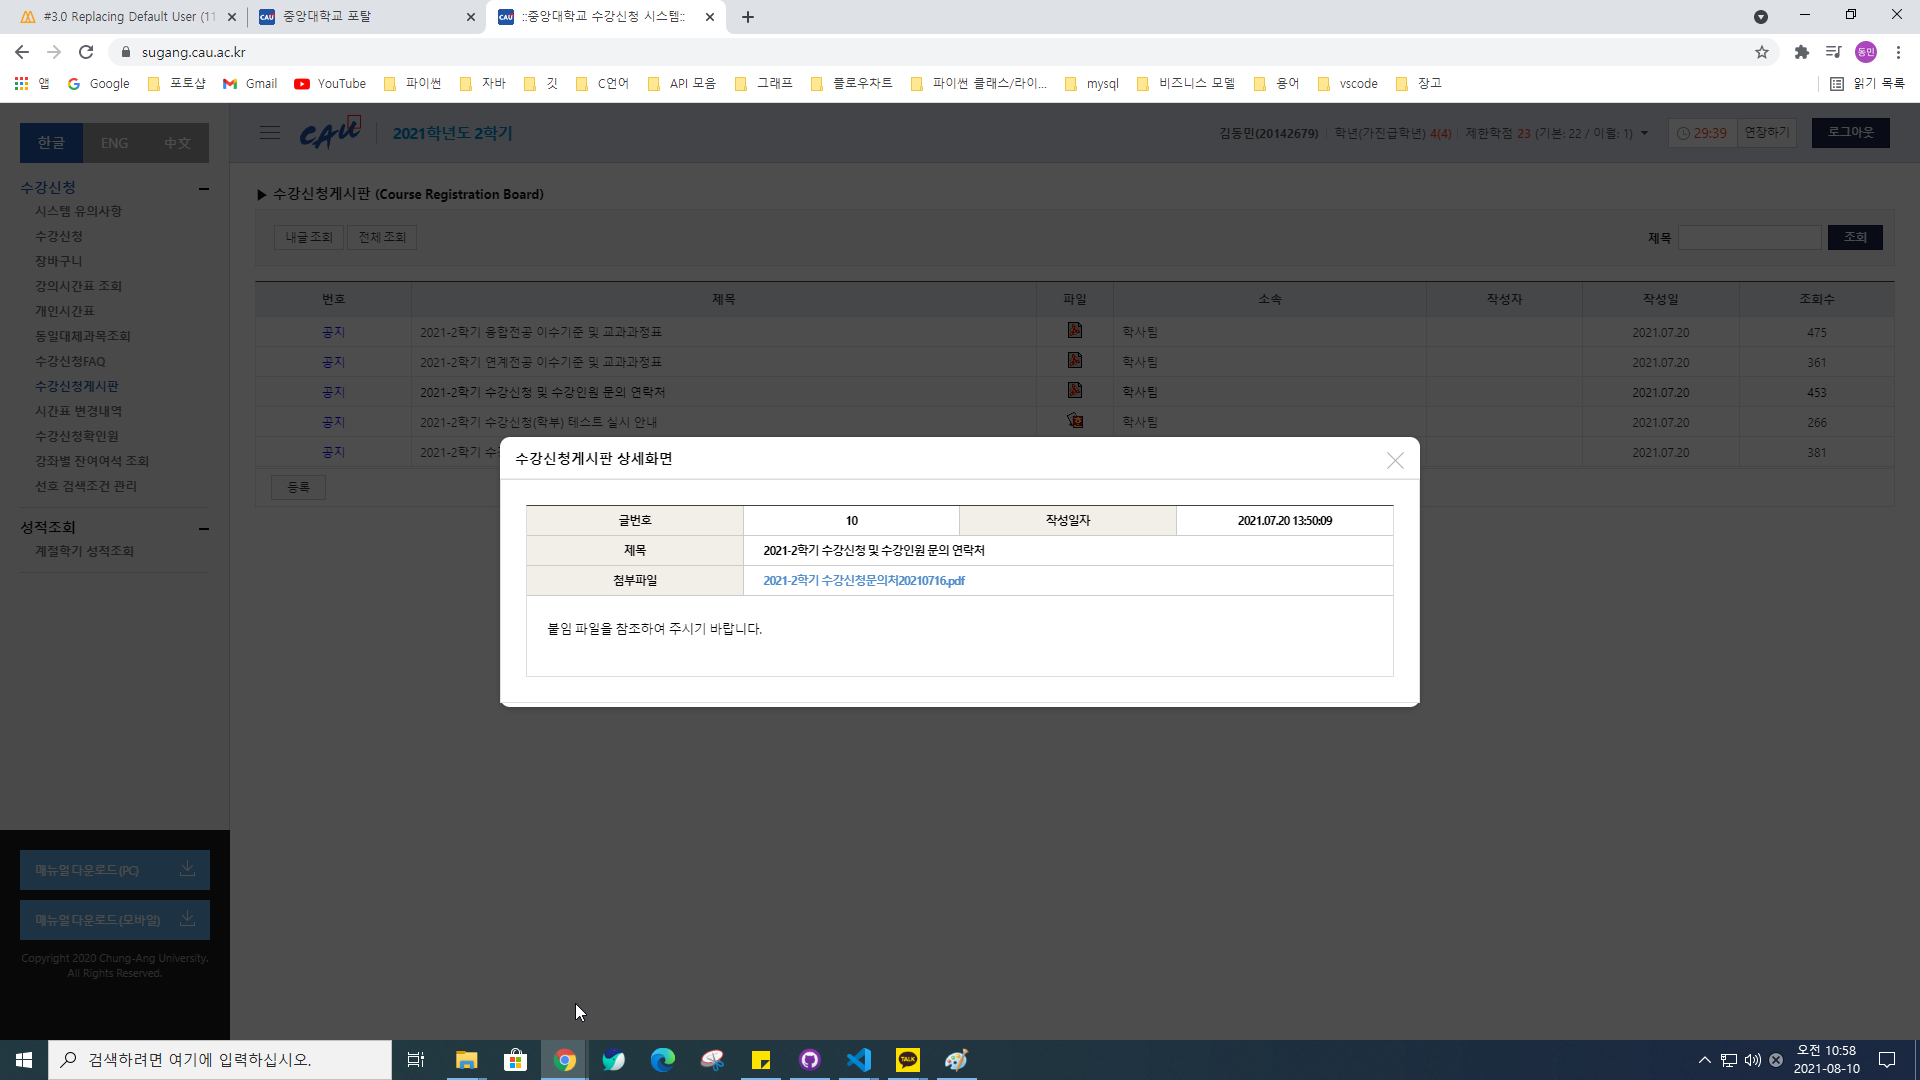 #3.0 Replacing Default User (11
중앙대학교 포탈
::중앙대학교 수강신청 시스템::
sugang.cau.ac.kr
동민
앱 Google 포토샵 Gmail YouTube 파이썬 자바 깃 C언어 API 모음 그래프 플로우차트 파이썬 클래스/라이... mysql 비즈니스 모델 용어 vscode 장고 읽기 목록
한글 ENG 中文
CAU 2021학년도 2학기
김동민(20142679) 학년(가진급학년) 4(4) 제한학점 23 (기본: 22 / 이월: 1) 29:39 연장하기 로그아웃
수강신청
시스템 유의사항
수강신청
장바구니
강의시간표 조회
개인시간표
동일대체과목조회
수강신청FAQ
수강신청게시판
시간표 변경내역
수강신청확인원
강좌별 잔여여석 조회
선호 검색조건 관리
성적조회
계절학기 성적조회
매뉴얼 다운로드 (PC)
매뉴얼 다운로드 (모바일)
Copyright 2020 Chung-Ang University.
All Rights Reserved.
▶ 수강신청게시판 (Course Registration Board)
내글 조회 전체 조회 제목 조회
번호 제목 파일 소속 작성자 작성일 조회수
공지 2021-2학기 융합전공 이수기준 및 교과과정표 학사팀 2021.07.20 475
공지 2021-2학기 연계전공 이수기준 및 교과과정표 학사팀 2021.07.20 361
공지 2021-2학기 수강신청 및 수강인원 문의 연락처 학사팀 2021.07.20 453
공지 2021-2학기 수강신청(학부) 테스트 실시 안내 학사팀 2021.07.20 266
공지 2021-2학기 수 2021.07.20 381
등록
수강신청게시판 상세화면
글번호 10 작성일자 2021.07.20 13:50:09
제목 2021-2학기 수강신청 및 수강인원 문의 연락처
첨부파일 2021-2학기 수강신청문의처20210716.pdf
붙임 파일을 참조하여 주시기 바랍니다.
검색하려면 여기에 입력하십시오.
TALK
오전 10:58
2021-08-10